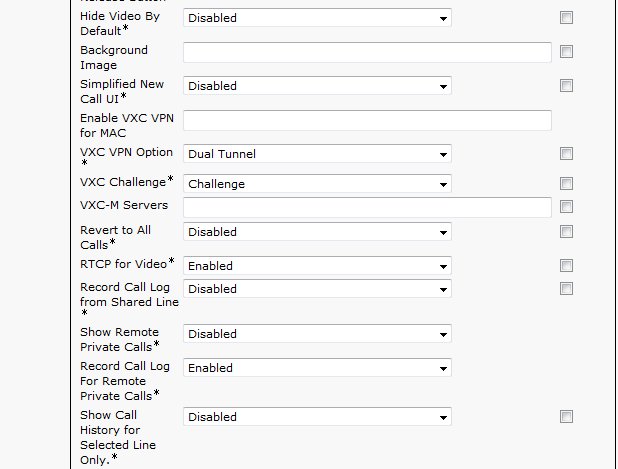 Release Button
Hide Video By
Default* Disabled
Background
Image
Simplified New
Call UI* Disabled
Enable VXC VPN
for MAC
VXC VPN Option
* Dual Tunnel
VXC Challenge* Challenge
VXC-M Servers
Revert to All
Calls* Disabled
RTCP for Video* Enabled
Record Call Log
from Shared Line
* Disabled
Show Remote
Private Calls* Disabled
Record Call Log
For Remote
Private Calls* Enabled
Show Call
History for
Selected Line
Only.* Disabled